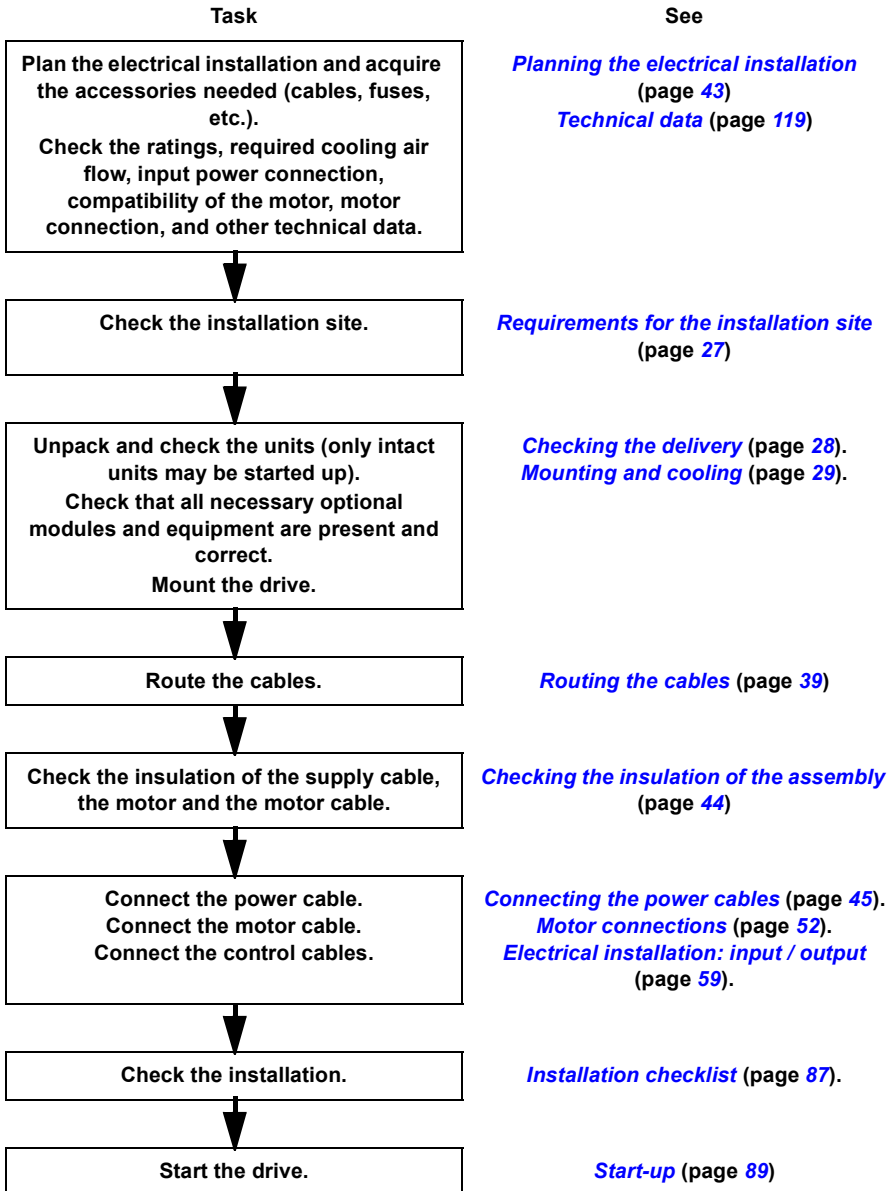 Task
See
Plan the electrical installation and acquire
the accessories needed (cables, fuses,
etc.).
Check the ratings, required cooling air
flow, input power connection,
compatibility of the motor, motor
connection, and other technical data.
Planning the electrical installation
(page 43)
Technical data (page 119)
Check the installation site.
Requirements for the installation site
(page 27)
Unpack and check the units (only intact
units may be started up).
Check that all necessary optional
modules and equipment are present and
correct.
Mount the drive.
Checking the delivery (page 28).
Mounting and cooling (page 29).
Route the cables.
Routing the cables (page 39)
Check the insulation of the supply cable,
the motor and the motor cable.
Checking the insulation of the assembly
(page 44)
Connect the power cable.
Connect the motor cable.
Connect the control cables.
Connecting the power cables (page 45).
Motor connections (page 52).
Electrical installation: input / output
(page 59).
Check the installation.
Installation checklist (page 87).
Start the drive.
Start-up (page 89)